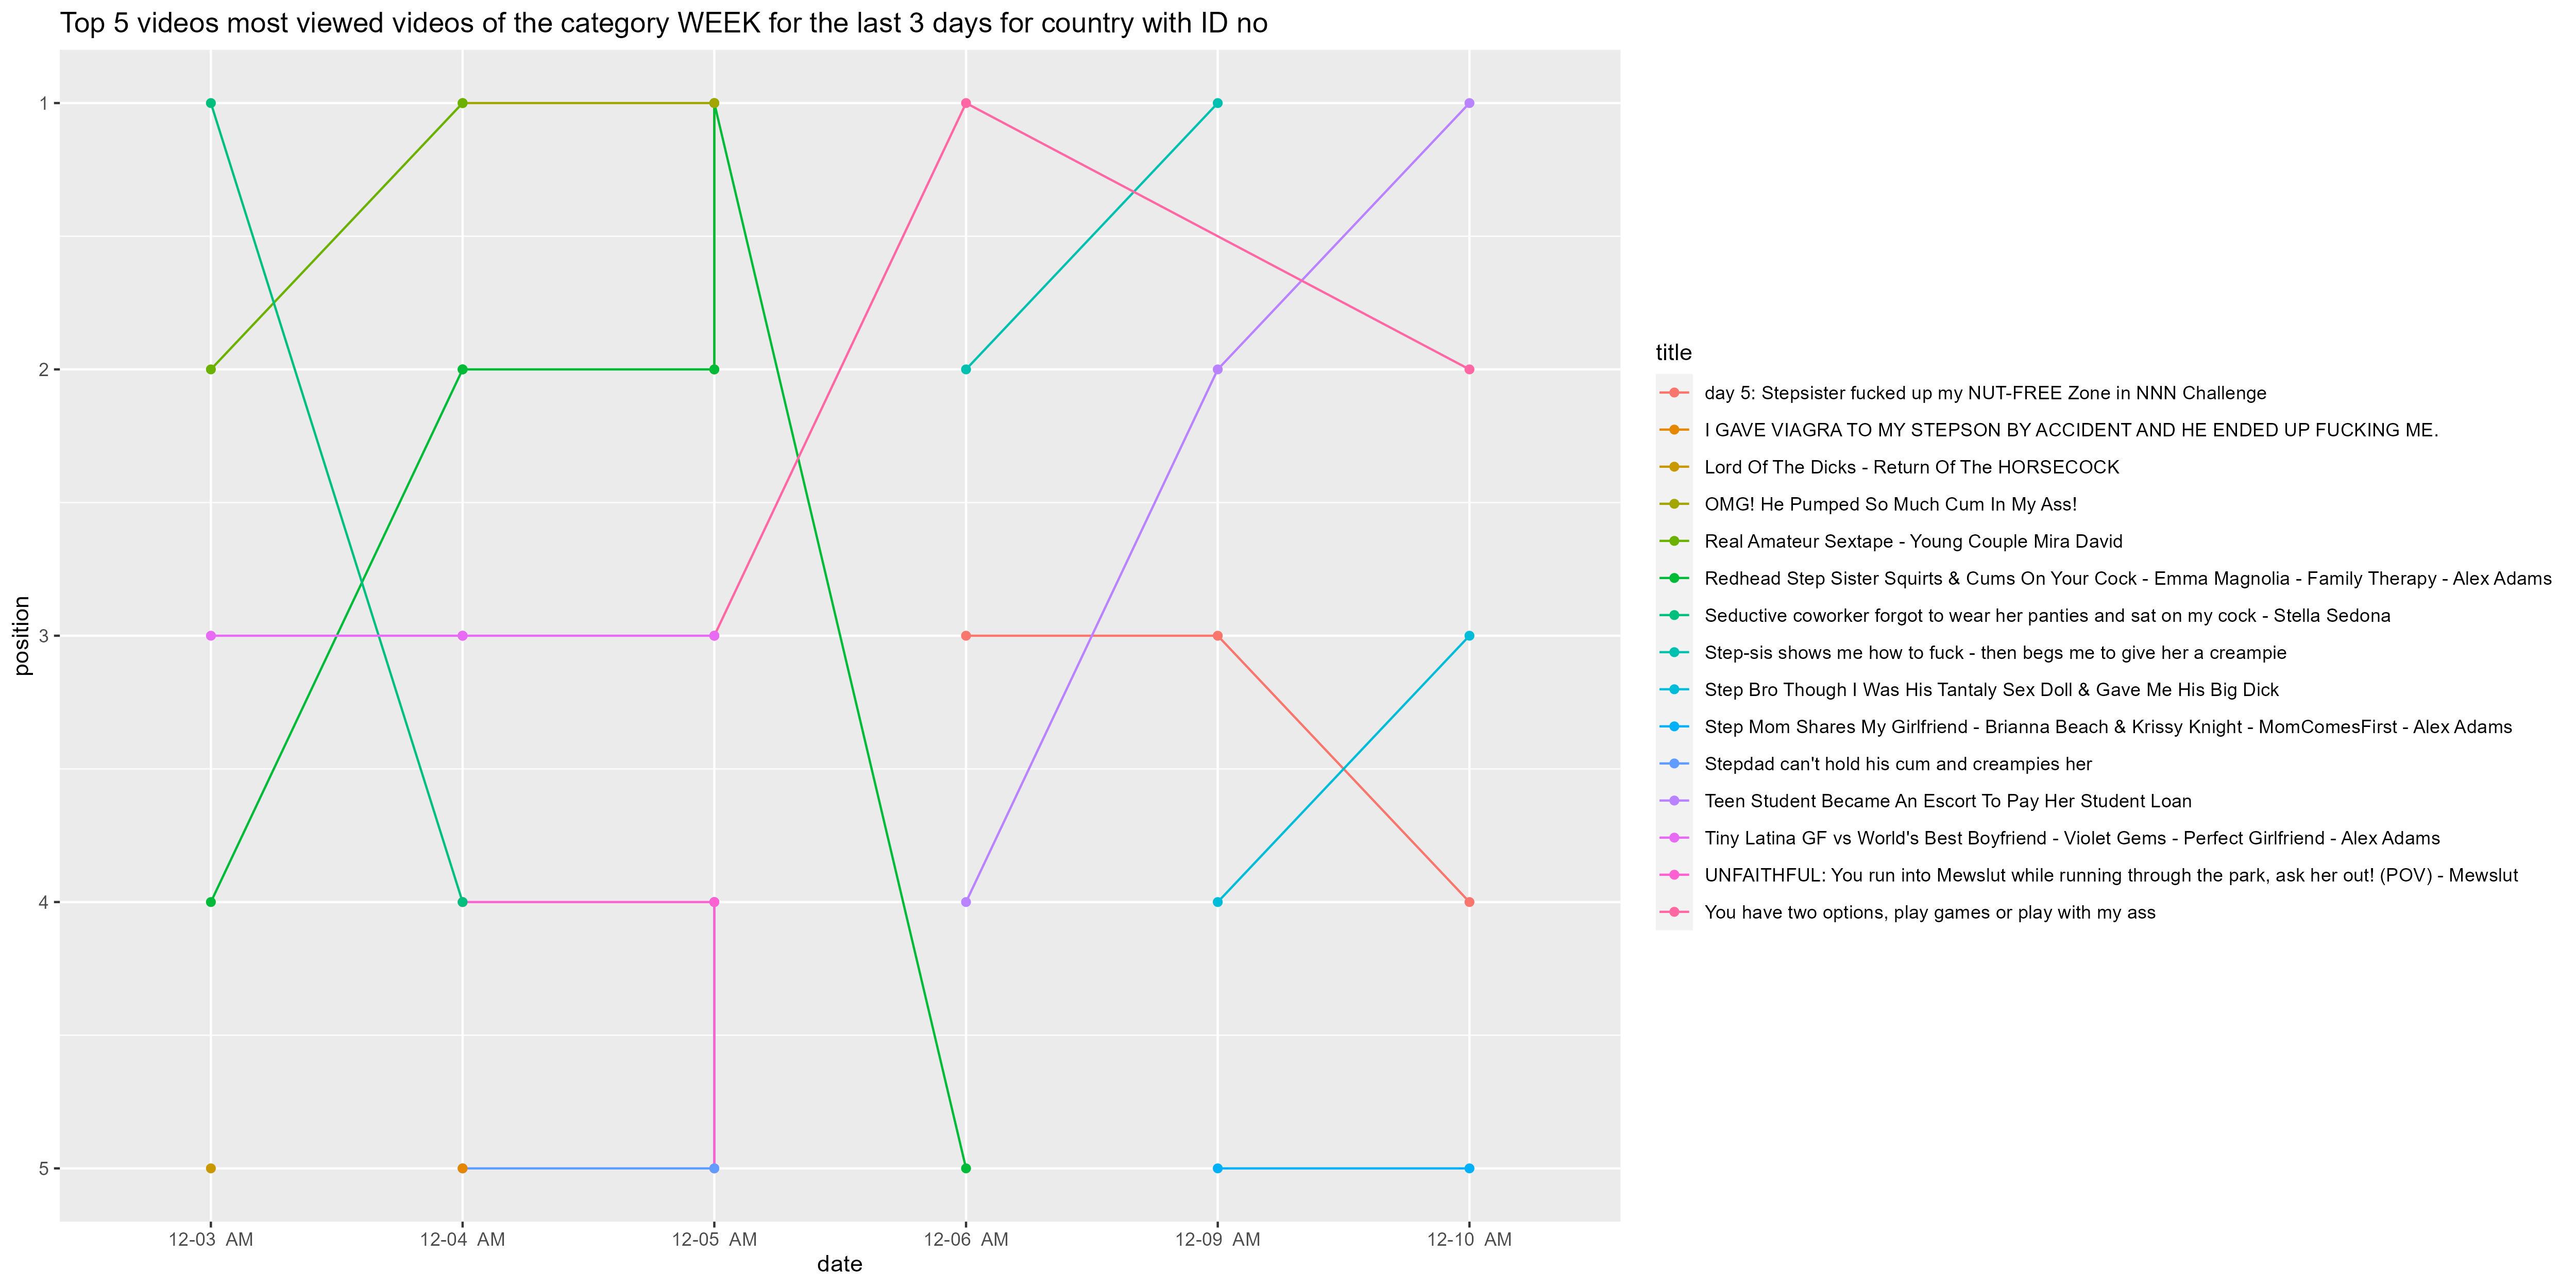 Top 5 videos most viewed videos of the category WEEK for the last 3 days for country with ID no
position
1
2
3
4
5
12-03 AM
12-04 AM
12-05 AM
12-06 AM
12-09 AM
12-10 AM
date
title
day 5: Stepsister fucked up my NUT-FREE Zone in NNN Challenge
I GAVE VIAGRA TO MY STEPSON BY ACCIDENT AND HE ENDED UP FUCKING ME.
Lord Of The Dicks - Return Of The HORSECOCK
OMG! He Pumped So Much Cum In My Ass!
Real Amateur Sextape - Young Couple Mira David
Redhead Step Sister Squirts & Cums On Your Cock - Emma Magnolia - Family Therapy - Alex Adams
Seductive coworker forgot to wear her panties and sat on my cock - Stella Sedona
Step-sis shows me how to fuck - then begs me to give her a creampie
Step Bro Though I Was His Tantaly Sex Doll & Gave Me His Big Dick
Step Mom Shares My Girlfriend - Brianna Beach & Krissy Knight - MomComesFirst - Alex Adams
Stepdad can't hold his cum and creampies her
Teen Student Became An Escort To Pay Her Student Loan
Tiny Latina GF vs World's Best Boyfriend - Violet Gems - Perfect Girlfriend - Alex Adams
UNFAITHFUL: You run into Mewslut while running through the park, ask her out! (POV) - Mewslut
You have two options, play games or play with my ass